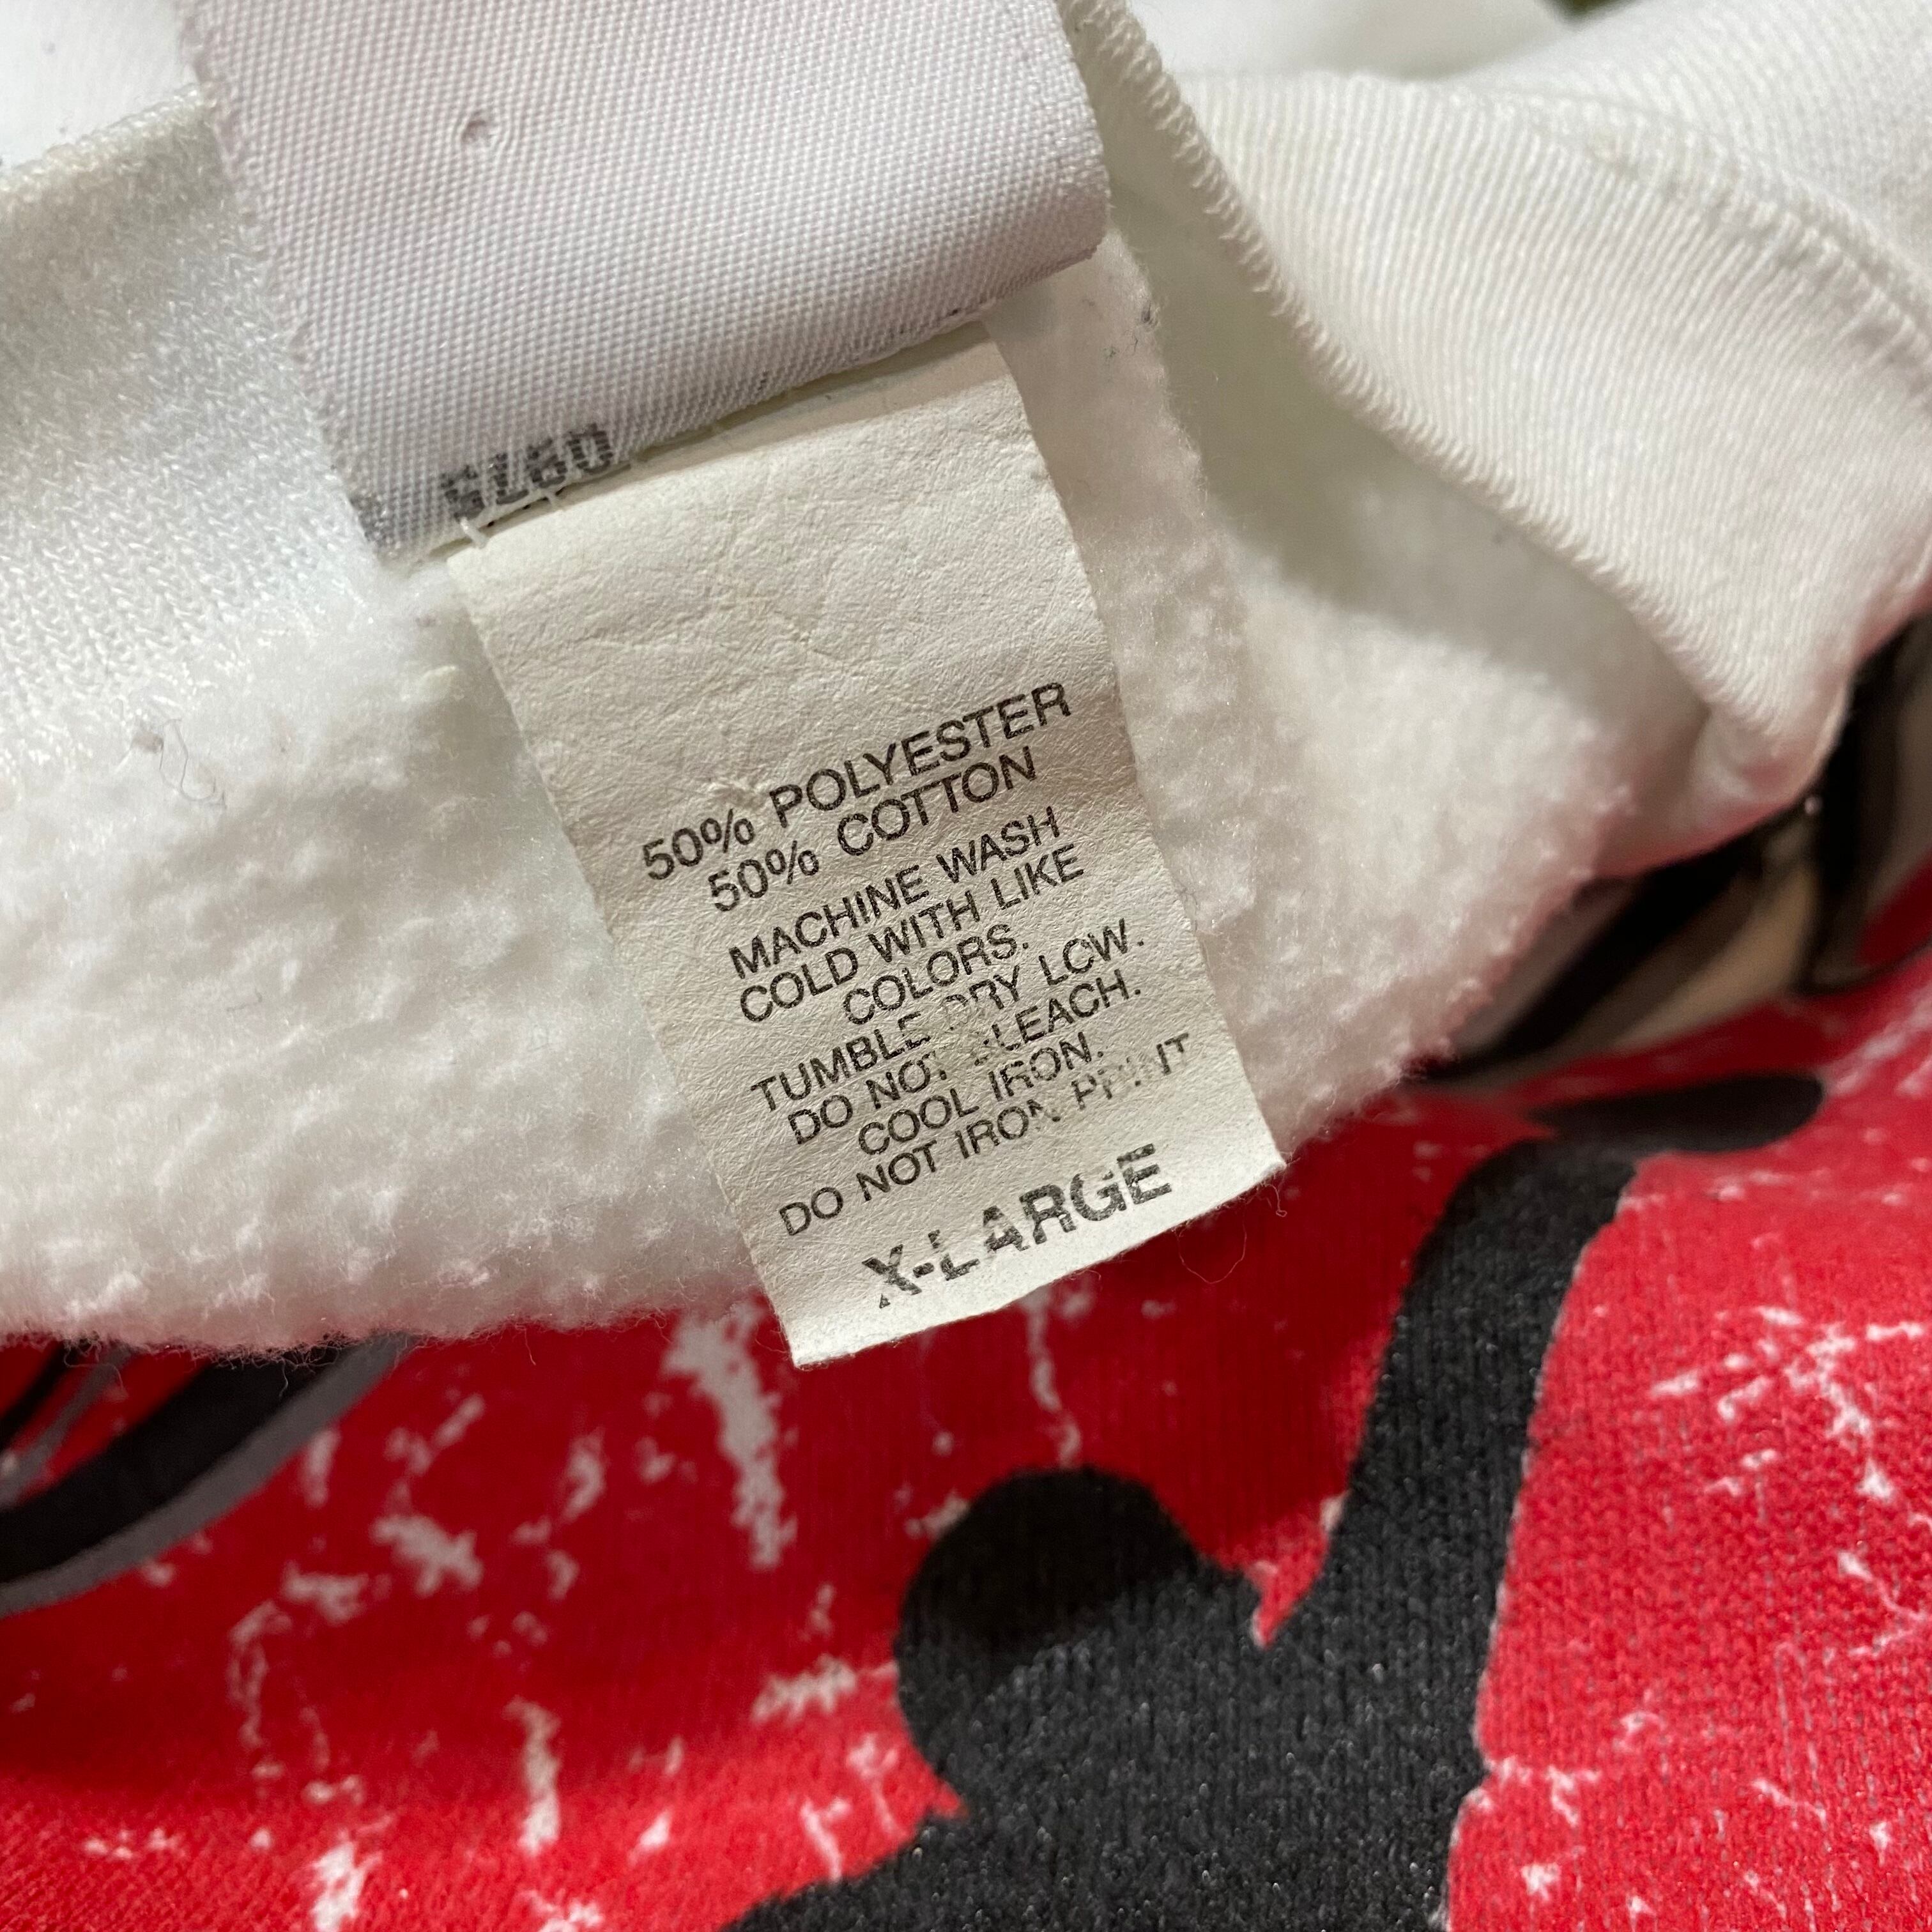 50% POLYESTER
50% COTTON
MACHINE WASH
COLD WITH LIKE
COLORS.
TUMBLE DRY LOW.
DO NOT BLEACH.
COOL IRON.
DO NOT IRON PRINT
X-LARGE